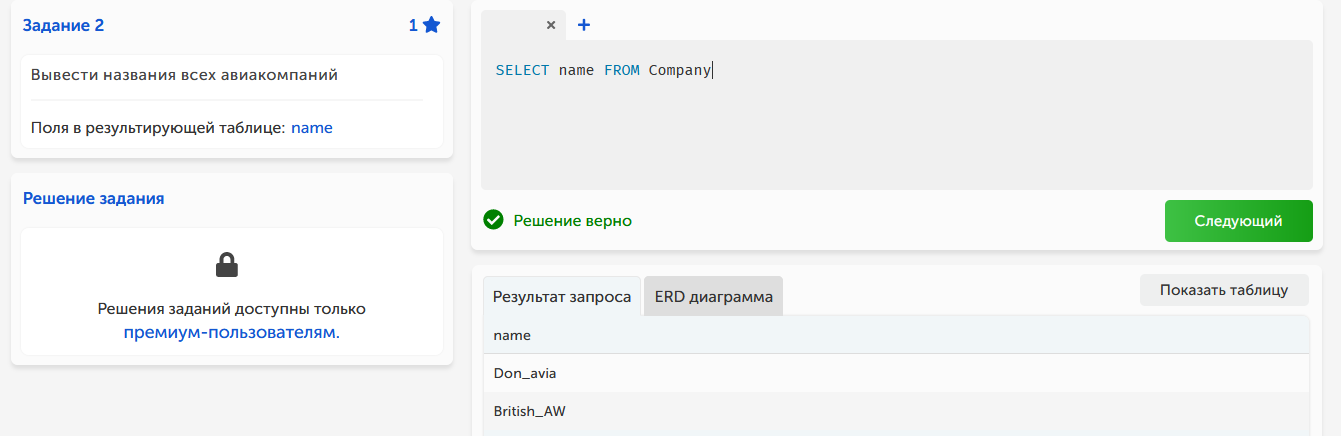 Задание 2
1
Вывести названия всех авиакомпаний
Поля в результирующей таблице: name
Решение задания
Решения заданий доступны только
премиум-пользователям.
×
+
SELECT name FROM Company
Решение верно
Следующий
Результат запроса
ERD диаграмма
Показать таблицу
name
Don_avia
British_AW